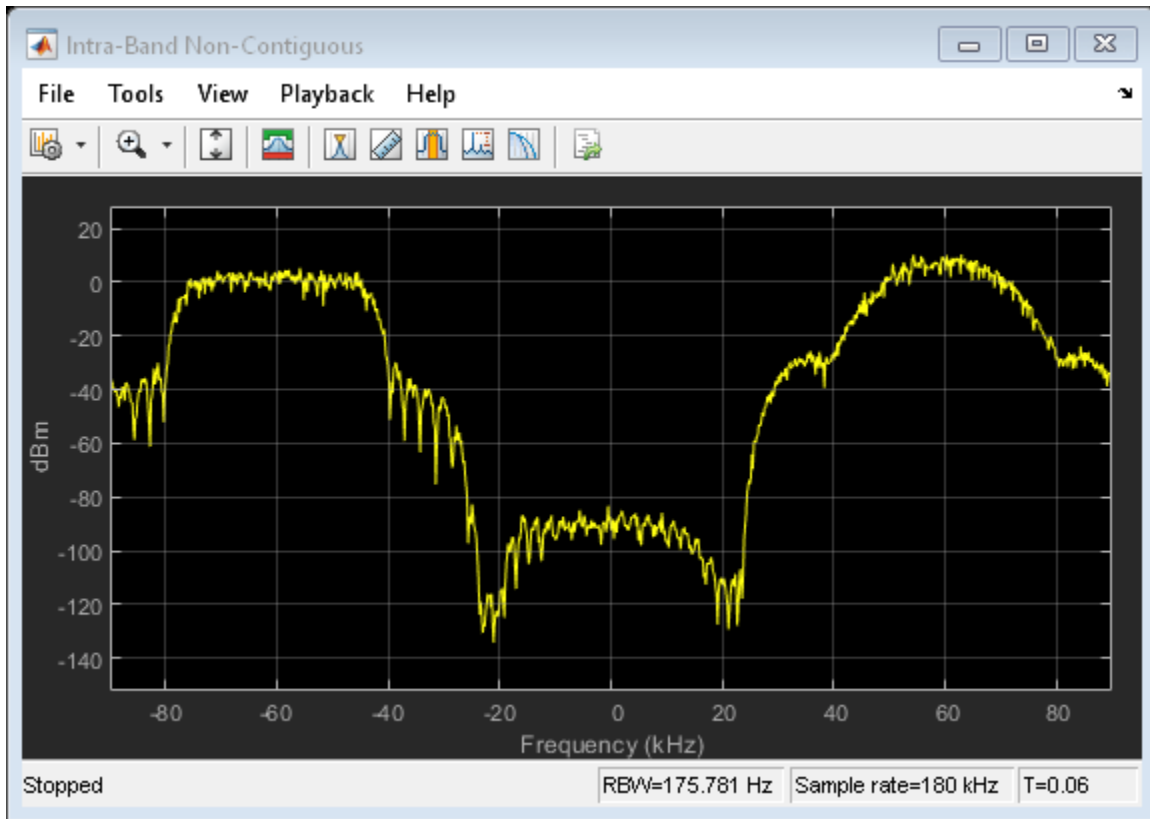 Intra-Band Non-Contiguous
File Tools View Playback Help
20
0
-20
-40
-60
-80
-100
-120
-140
dBm
-80 -60 -40 -20 0 20 40 60 80
Frequency (kHz)
Stopped RBW=175.781 Hz Sample rate=180 kHz T=0.06